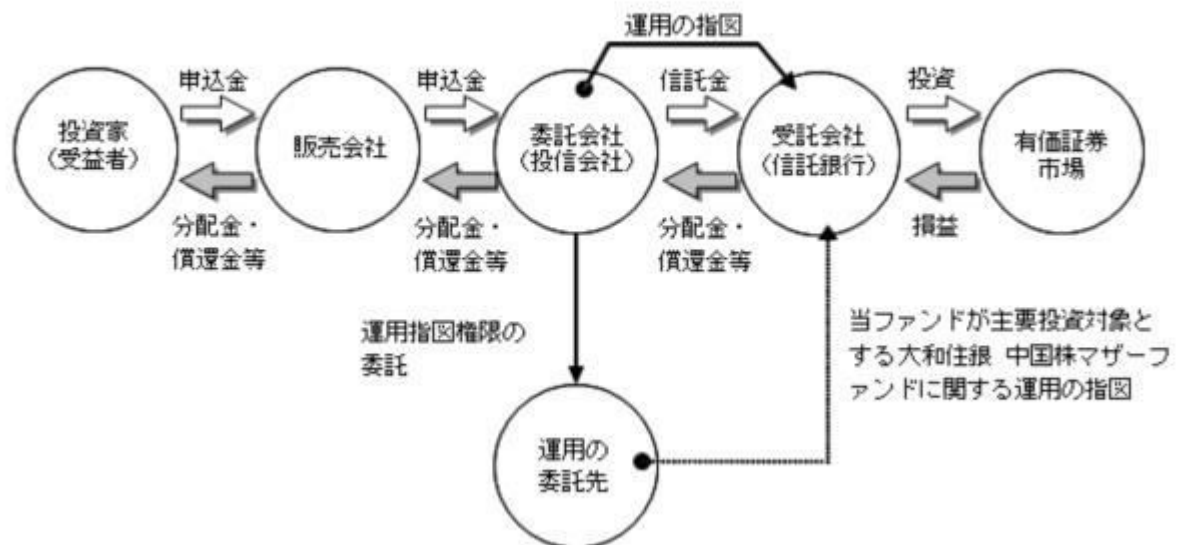 運用の指図
申込金
申込金
信託金
投資
投資家
(受益者)
販売会社
委託会社
(投信会社)
受託会社
(信託銀行)
有価証券
市場
分配金・
償還金等
分配金・
償還金等
分配金・
償還金等
損益
運用指図権限の
委託
当ファンドが主要投資対象と
する大和住銀 中国株マザーフ
ァンドに関する運用の指図
運用の
委託先